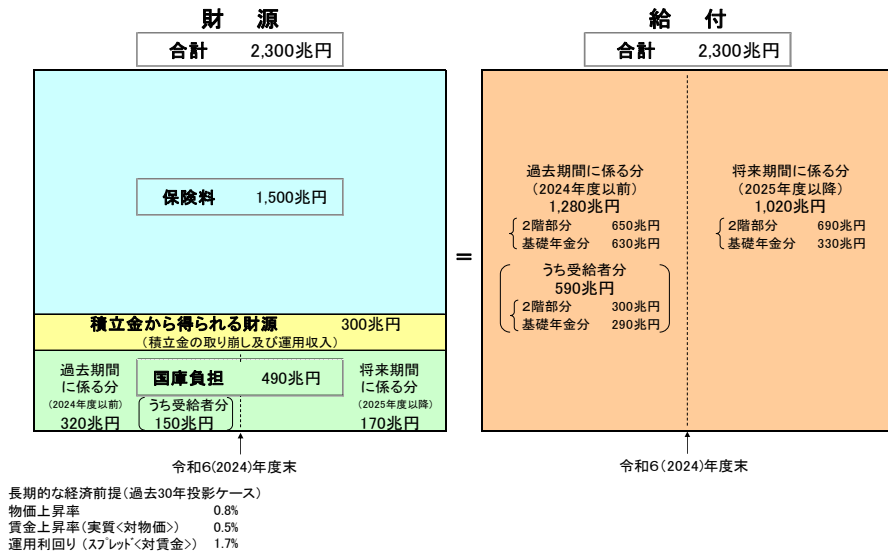 財　源
合計　2,300兆円
保険料　1,500兆円
積立金から得られる財源　300兆円
(積立金の取り崩し及び運用収入)
過去期間
に係る分
(2024年度以前)
320兆円
国庫負担　490兆円
うち受給者分
150兆円
将来期間
に係る分
(2025年度以降)
170兆円
令和6(2024)年度末
=
給　付
合計　2,300兆円
過去期間に係る分
(2024年度以前)
1,280兆円
2階部分　650兆円
基礎年金分　630兆円
うち受給者分
590兆円
2階部分　300兆円
基礎年金分　290兆円
将来期間に係る分
(2025年度以降)
1,020兆円
2階部分　690兆円
基礎年金分　330兆円
令和6(2024)年度末
長期的な経済前提(過去30年投影ケース)
物価上昇率　0.8%
賃金上昇率(実質<対物価>)　0.5%
運用利回り(スプレッド<対賃金>)　1.7%